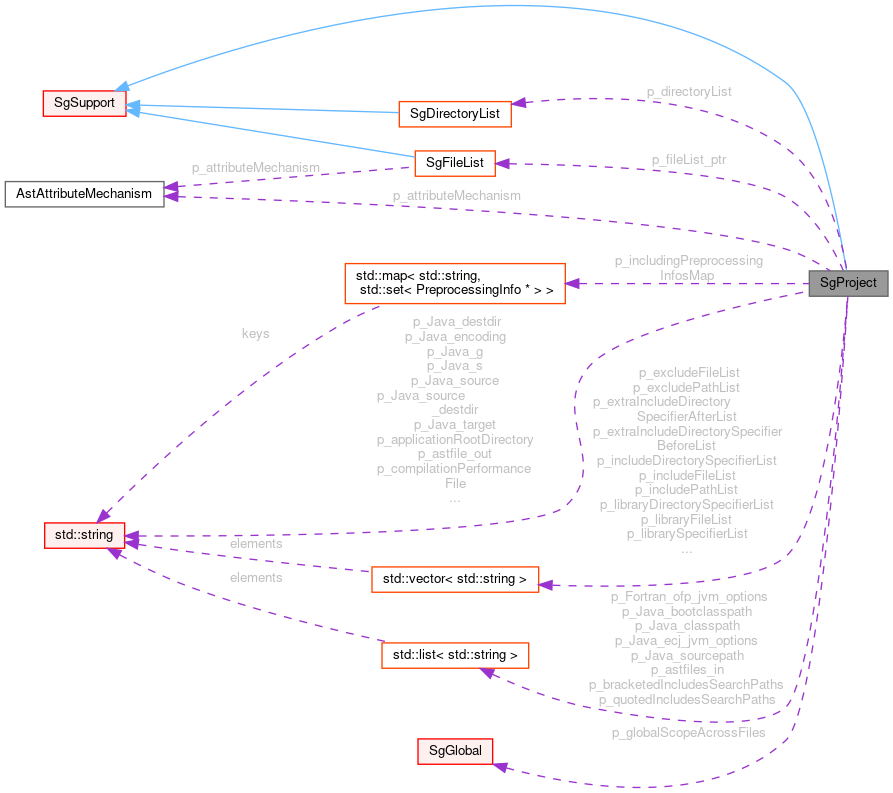 p_directoryList
SgSupport
SgDirectoryList
p_fileList_ptr
SgFileList
p_attributeMechanism
AstAttributeMechanism
p_attributeMechanism
p_includingPreprocessing
InfosMap
std::map< std::string,
std::set< PreprocessingInfo * > >
SgProject
keys
p_Java_destdir
p_Java_encoding
p_Java_g
p_Java_s
p_Java_source
p_Java_source
_destdir
p_Java_target
p_applicationRootDirectory
p_astfile_out
p_compilationPerformance
File
...
p_excludeFileList
p_excludePathList
p_extraIncludeDirectory
SpecifierAfterList
p_extraIncludeDirectorySpecifier
BeforeList
p_includeDirectorySpecifierList
p_includeFileList
p_includePathList
p_libraryDirectorySpecifierList
p_libraryFileList
p_librarySpecifierList
...
std::string
elements
std::vector< std::string >
elements
p_Fortran_ofp_jvm_options
p_Java_bootclasspath
p_Java_classpath
p_Java_ecj_jvm_options
p_Java_sourcepath
p_astfiles_in
p_bracketedIncludesSearchPaths
p_quotedIncludesSearchPaths
std::list< std::string >
p_globalScopeAcrossFiles
SgGlobal